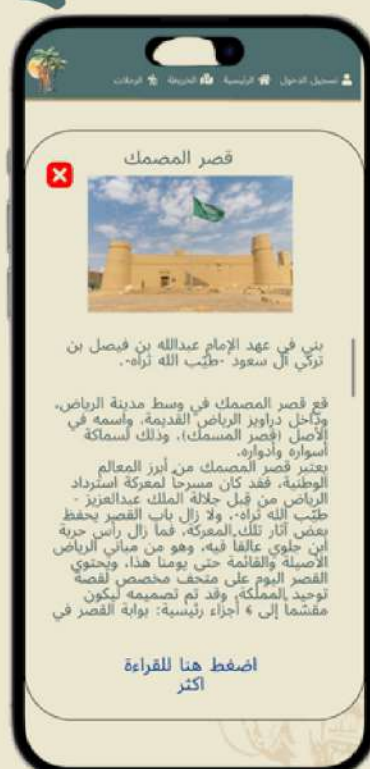 تسجيل الدخول الرئيسية الخريطة الرحلات
قصر المصمك
بني في عهد الإمام عبدالله بن فيصل بن
تركي آل سعود -طيّب الله ثراه-.
قع قصر المصمك في وسط مدينة الرياض،
وداخل دراويز الرياض القديمة، واسمه في
الأصل (قصر المسمك)، وذلك لسماكة
أسواره وأدواره.
يعتبر قصر المصمك من أبرز المعالم
الوطنية، فقد كان مسرحاً لمعركة استرداد
الرياض من قبل جلالة الملك عبدالعزيز -
طيّب الله ثراه-، ولا زال باب القصر يحفظ
بعض آثار تلك المعركة، فما زال رأس حربة
ابن جلوي عالقاً فيه، وهو من مباني الرياض
الأصيلة والقائمة حتى يومنا هذا، ويحتوي
القصر اليوم على متحف مخصص لقصة
توحيد المملكة، وقد تم تصميمه ليكون
مقسماً إلى 6 أجزاء رئيسية: بوابة القصر في
اضغط هنا للقراءة
اكثر